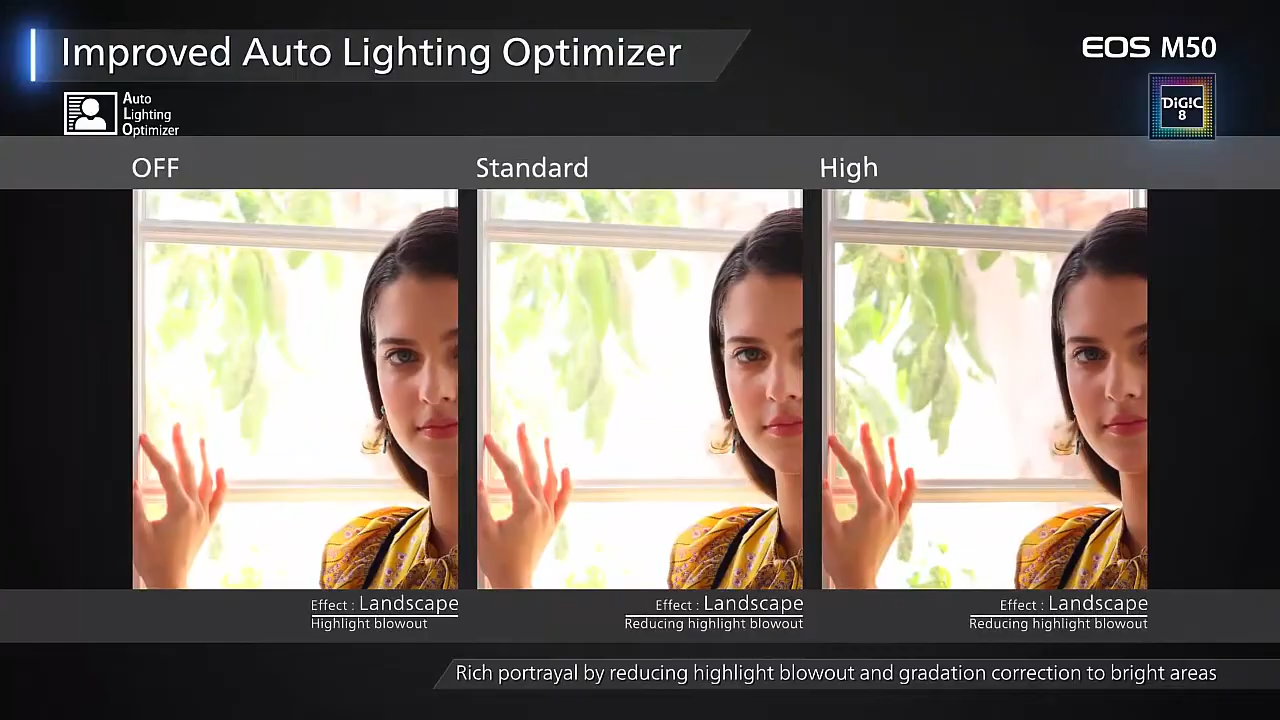 Improved Auto Lighting Optimizer
EOS M50
Auto
Lighting
Optimizer
DIGIC
8
OFF
Standard
High
Effect : Landscape
Highlight blowout
Effect : Landscape
Reducing highlight blowout
Effect : Landscape
Reducing highlight blowout
Rich portrayal by reducing highlight blowout and gradation correction to bright areas